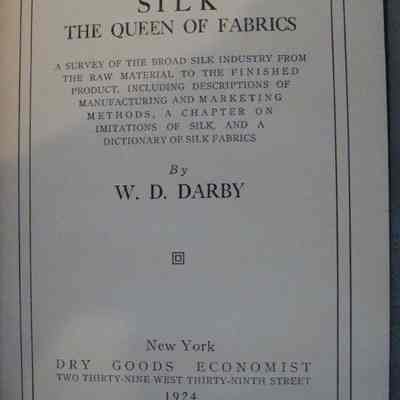 SILK
THE QUEEN OF FABRICS
A SURVEY OF THE BROAD SILK INDUSTRY FROM
THE RAW MATERIAL TO THE FINISHED
PRODUCT, INCLUDING DESCRIPTIONS OF
MANUFACTURING AND MARKETING
METHODS, A CHAPTER ON
IMITATIONS OF SILK, AND A
DICTIONARY OF SILK FABRICS
By
W. D. DARBY
New York
DRY GOODS ECONOMIST
TWO THIRTY-NINE WEST THIRTY-NINTH STREET
1924